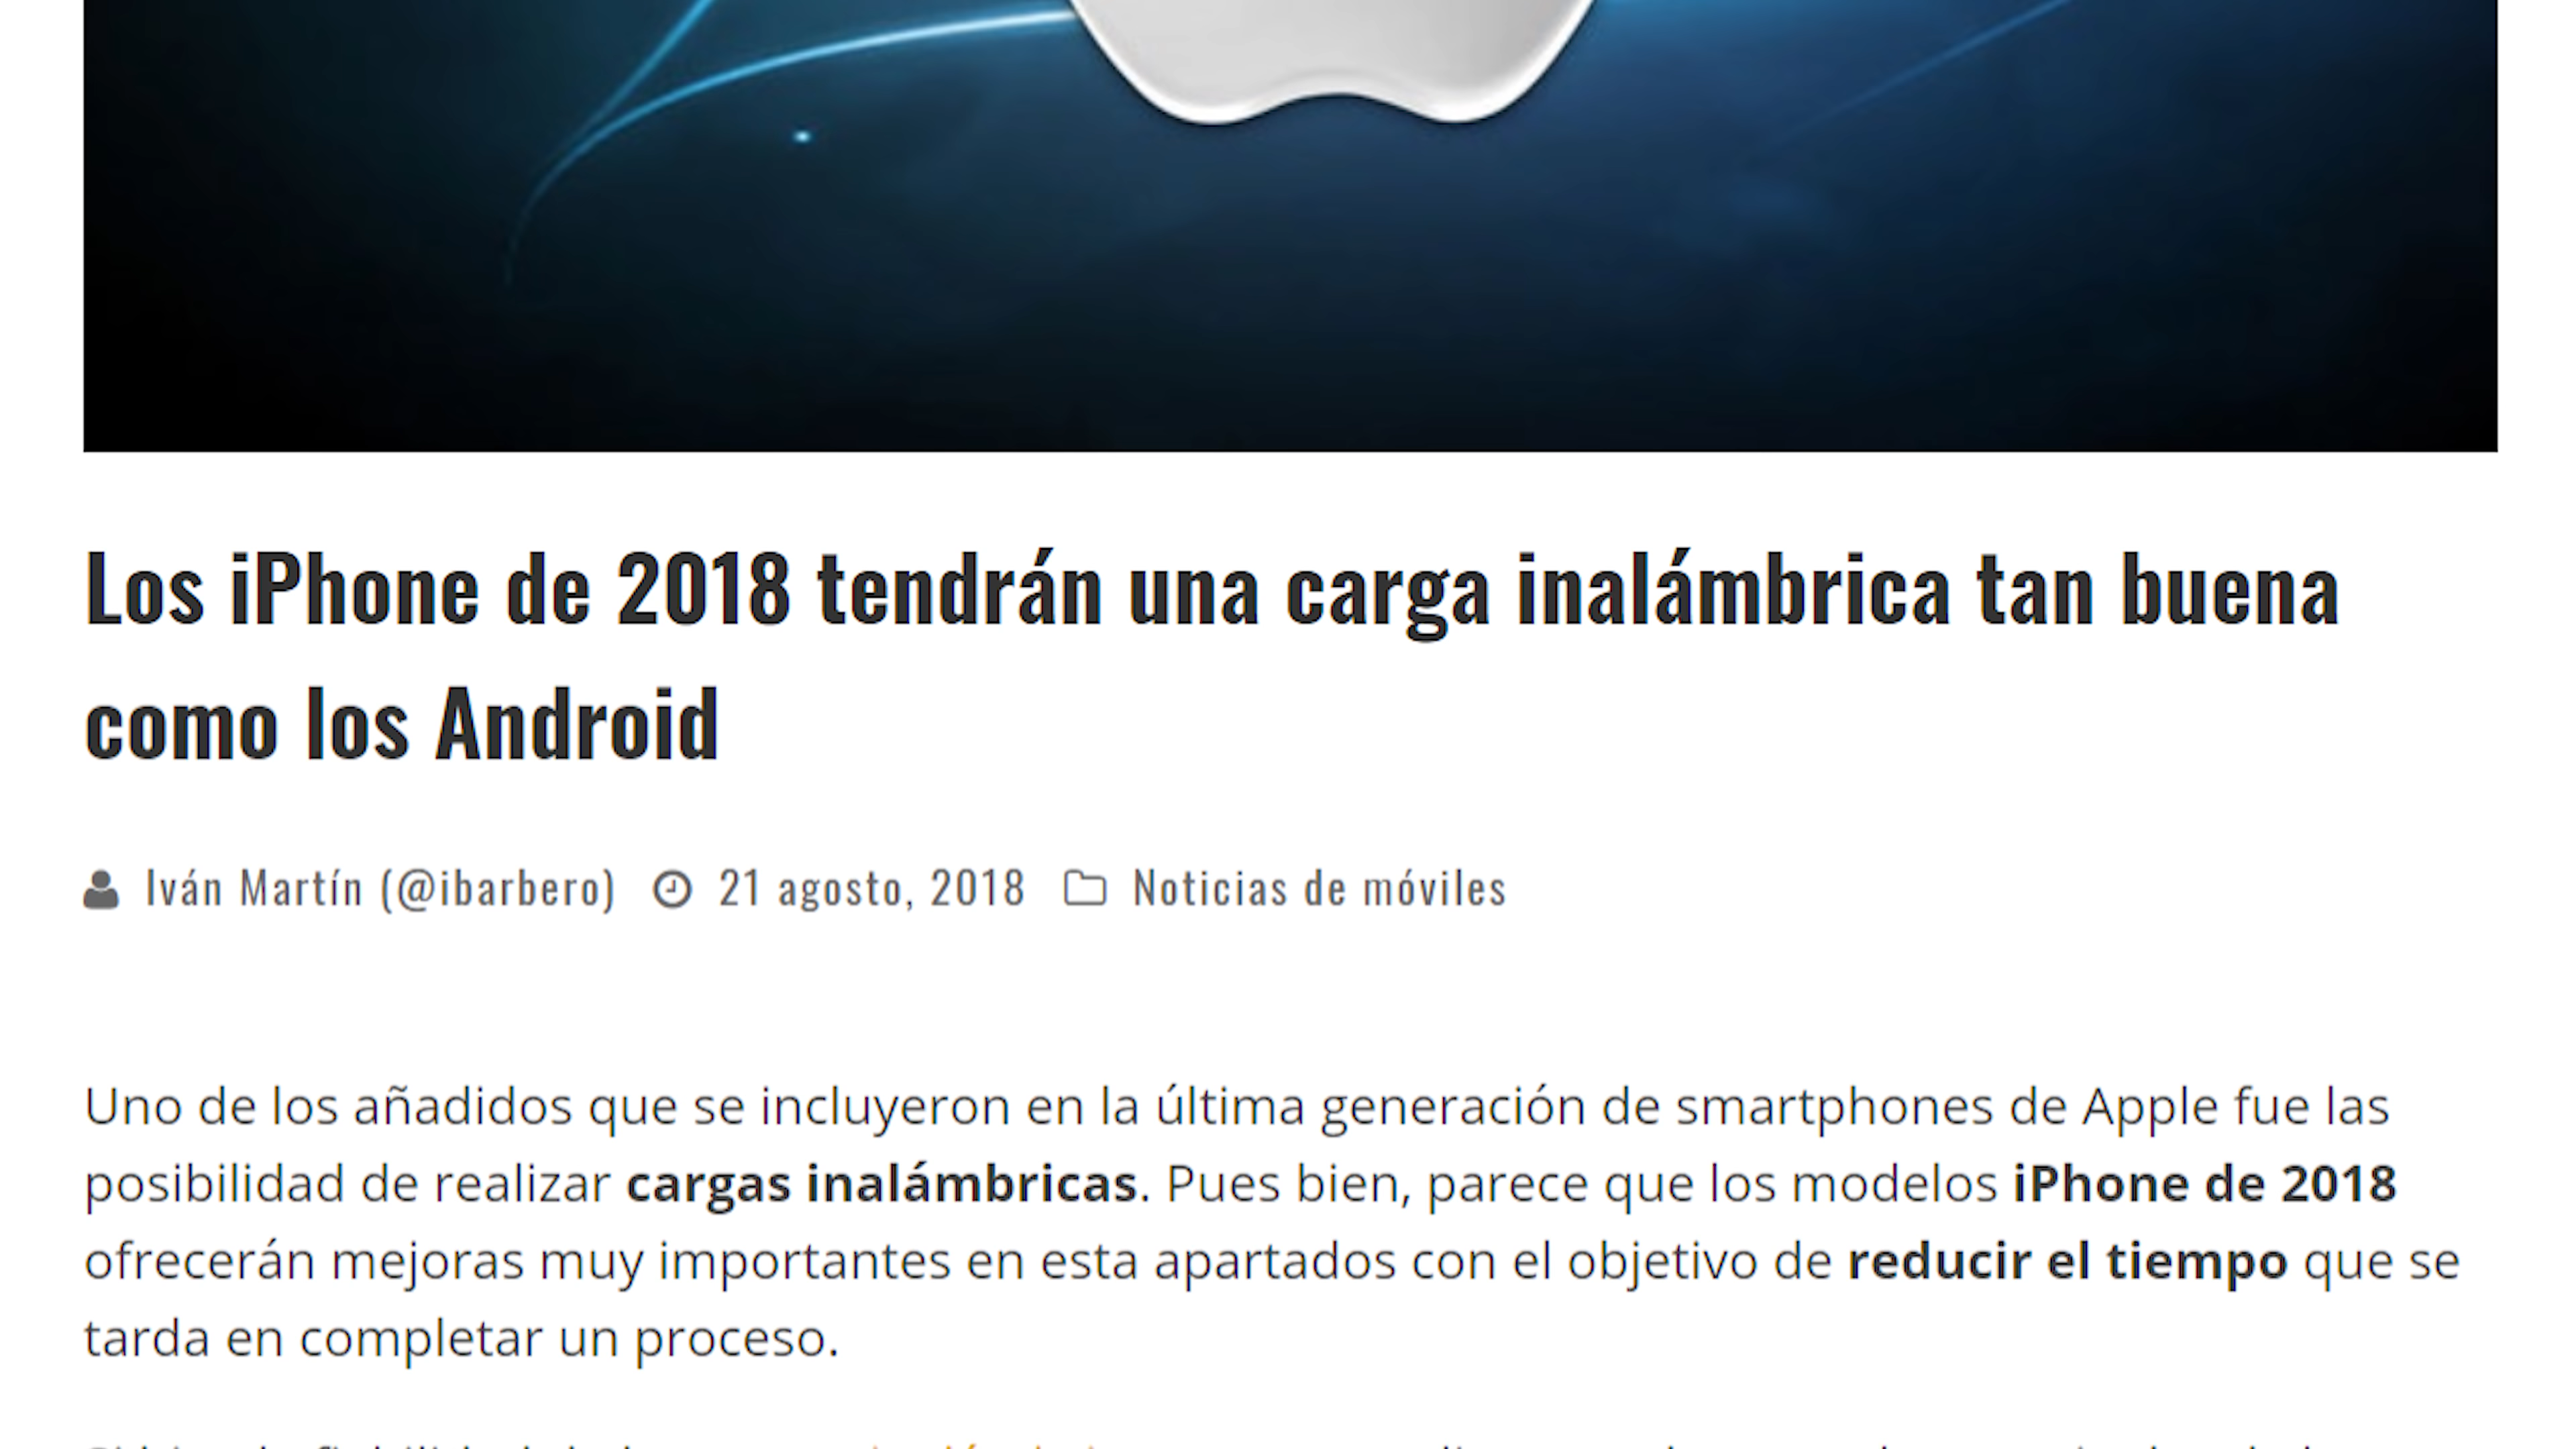 Los iPhone de 2018 tendrán una carga inalámbrica tan buena
como los Android
Iván Martín (@ibarbero) 21 agosto, 2018 Noticias de móviles
Uno de los añadidos que se incluyeron en la última generación de smartphones de Apple fue las
posibilidad de realizar cargas inalámbricas. Pues bien, parece que los modelos iPhone de 2018
ofrecerán mejoras muy importantes en esta apartados con el objetivo de reducir el tiempo que se
tarda en completar un proceso.